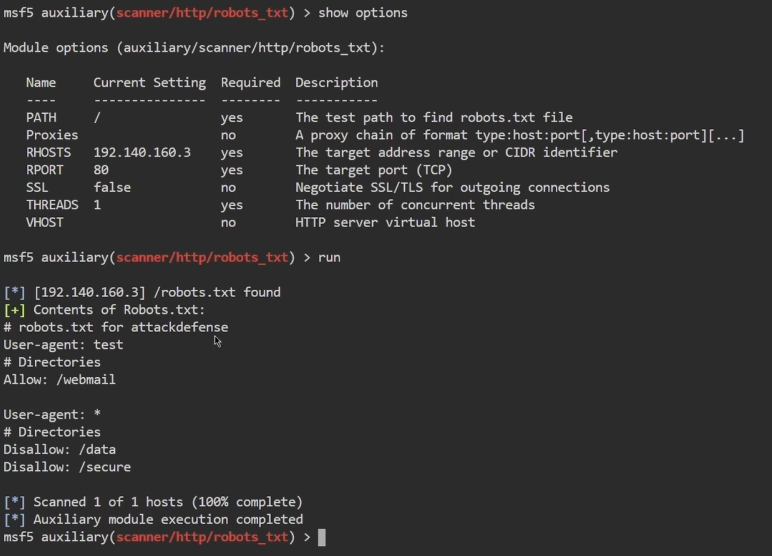 msf5 auxiliary(scanner/http/robots_txt) > show options
Module options (auxiliary/scanner/http/robots_txt):
Name Current Setting Required Description
---- --------------- -------- -----------
PATH / yes The test path to find robots.txt file
Proxies no A proxy chain of format type:host:port[,type:host:port][...]
RHOSTS 192.140.160.3 yes The target address range or CIDR identifier
RPORT 80 yes The target port (TCP)
SSL false no Negotiate SSL/TLS for outgoing connections
THREADS 1 yes The number of concurrent threads
VHOST no HTTP server virtual host
msf5 auxiliary(scanner/http/robots_txt) > run
[*] [192.140.160.3] /robots.txt found
[+] Contents of Robots.txt:
# robots.txt for attackdefense
User-agent: test
# Directories
Allow: /webmail
User-agent: *
# Directories
Disallow: /data
Disallow: /secure
[*] Scanned 1 of 1 hosts (100% complete)
[*] Auxiliary module execution completed
msf5 auxiliary(scanner/http/robots_txt) >